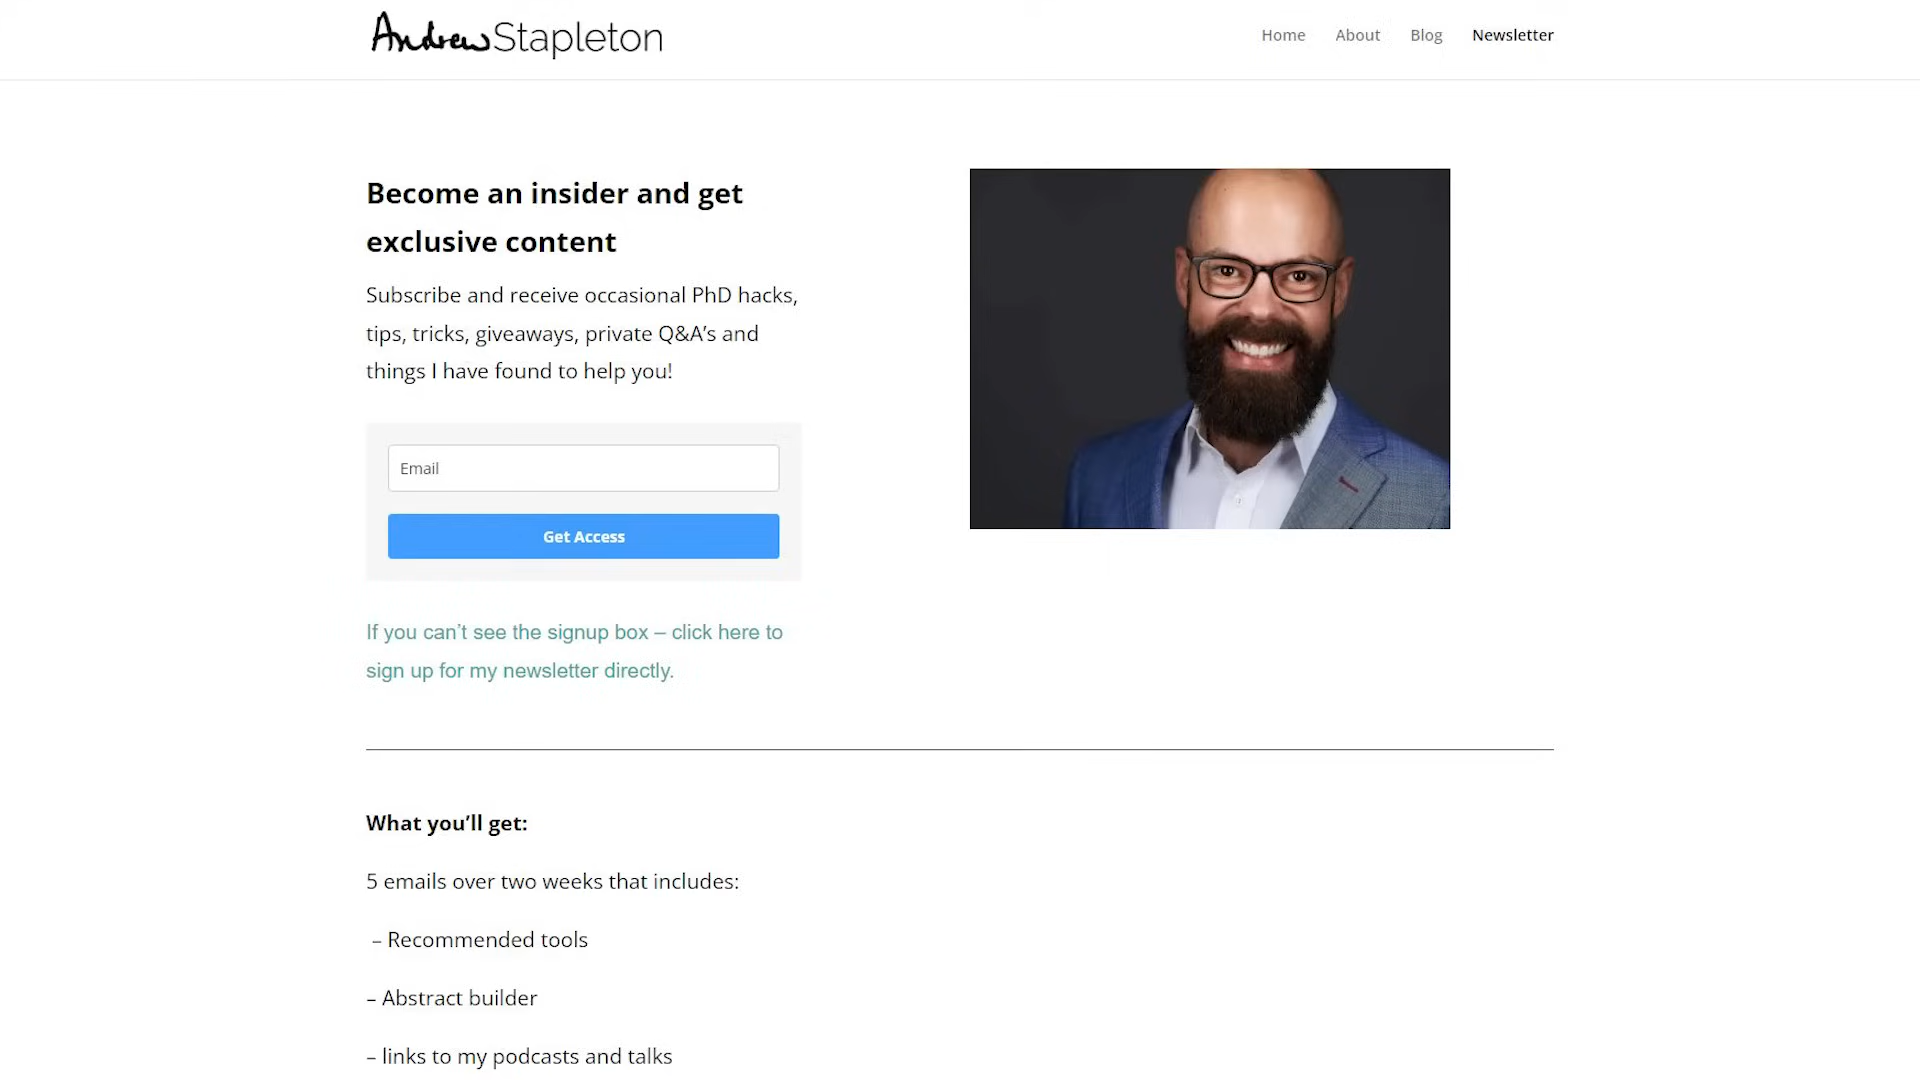 Andrew Stapleton
Home About Blog Newsletter
Become an insider and get
exclusive content
Subscribe and receive occasional PhD hacks,
tips, tricks, giveaways, private Q&A’s and
things I have found to help you!
Email
Get Access
If you can’t see the signup box – click here to
sign up for my newsletter directly.
What you’ll get:
5 emails over two weeks that includes:
– Recommended tools
– Abstract builder
– links to my podcasts and talks